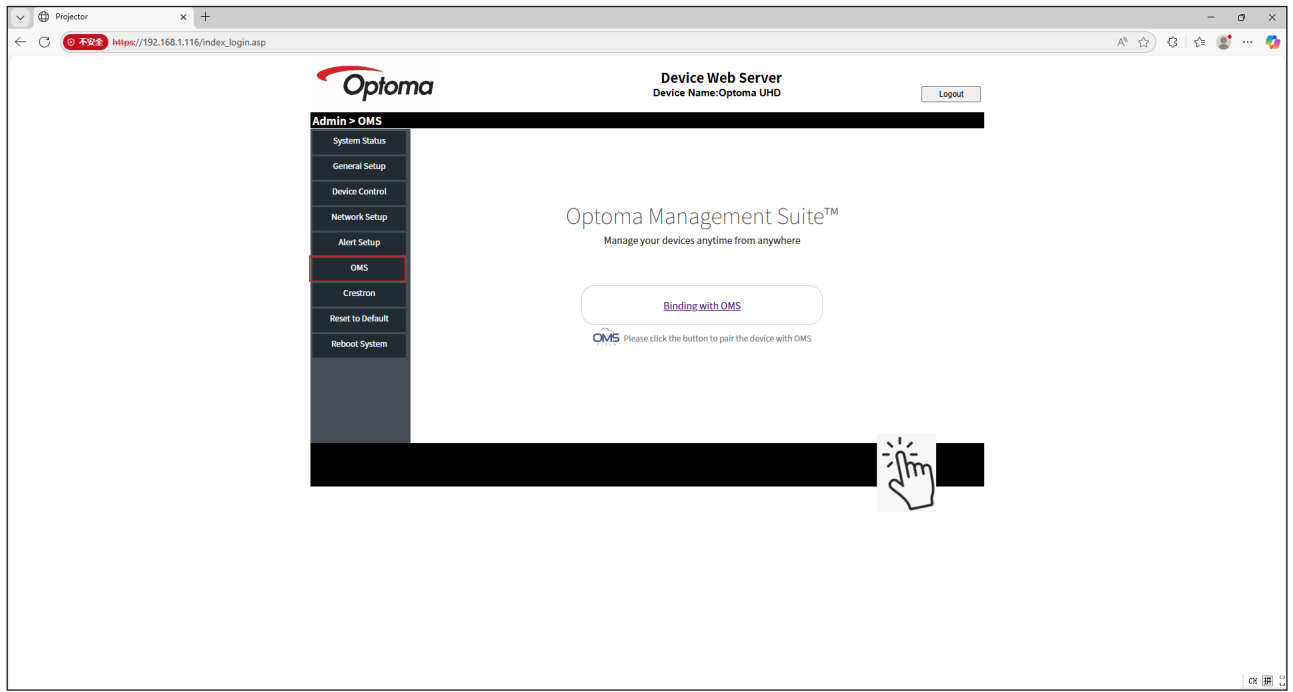 Projector
不安全 https://192.168.1.116/index_login.asp
Optoma
Device Web Server
Device Name:Optoma UHD
Logout
Admin > OMS
System Status
General Setup
Device Control
Network Setup
Alert Setup
OMS
Crestron
Reset to Default
Reboot System
Optoma Management Suite™
Manage your devices anytime from anywhere
Binding with OMS
OMS Please click the button to pair the device with OMS
CH 拼